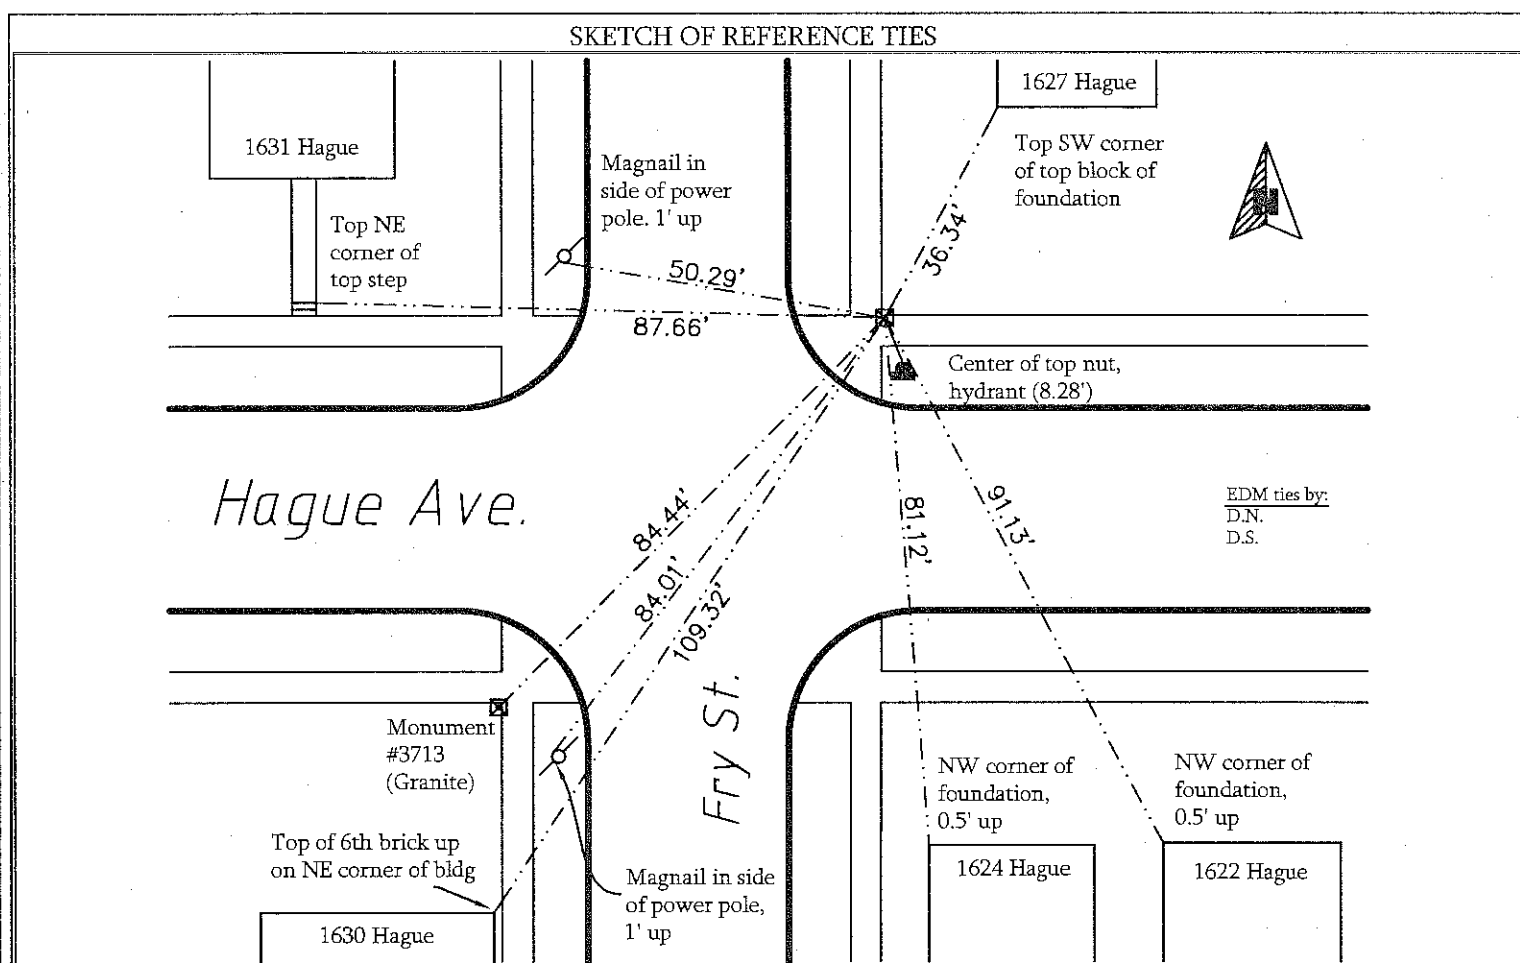 SKETCH OF REFERENCE TIES
1631 Hague
Magnail in
side of power
pole. 1' up
1627 Hague
Top SW corner
of top block of
foundation
Top NE
corner of
top step
36.34'
50.29'
87.66'
Center of top nut,
hydrant (8.28')
Hague Ave.
84.44'
84.01'
109.32'
81.12'
91.13'
EDM ties by:
D.N.
D.S.
Fry St.
Monument
#3713
(Granite)
NW corner of
foundation,
0.5' up
NW corner of
foundation,
0.5' up
Top of 6th brick up
on NE corner of bldg
Magnail in side
of power pole,
1' up
1624 Hague
1622 Hague
1630 Hague